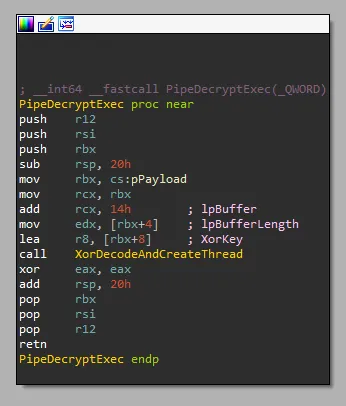 ; __int64 __fastcall PipeDecryptExec(_QWORD)
PipeDecryptExec proc near
push r12
push rsi
push rbx
sub rsp, 20h
mov rbx, cs:pPayload
mov rcx, rbx
add rcx, 14h ; lpBuffer
mov edx, [rbx+4] ; lpBufferLength
lea r8, [rbx+8] ; XorKey
call XorDecodeAndCreateThread
xor eax, eax
add rsp, 20h
pop rbx
pop rsi
pop r12
retn
PipeDecryptExec endp